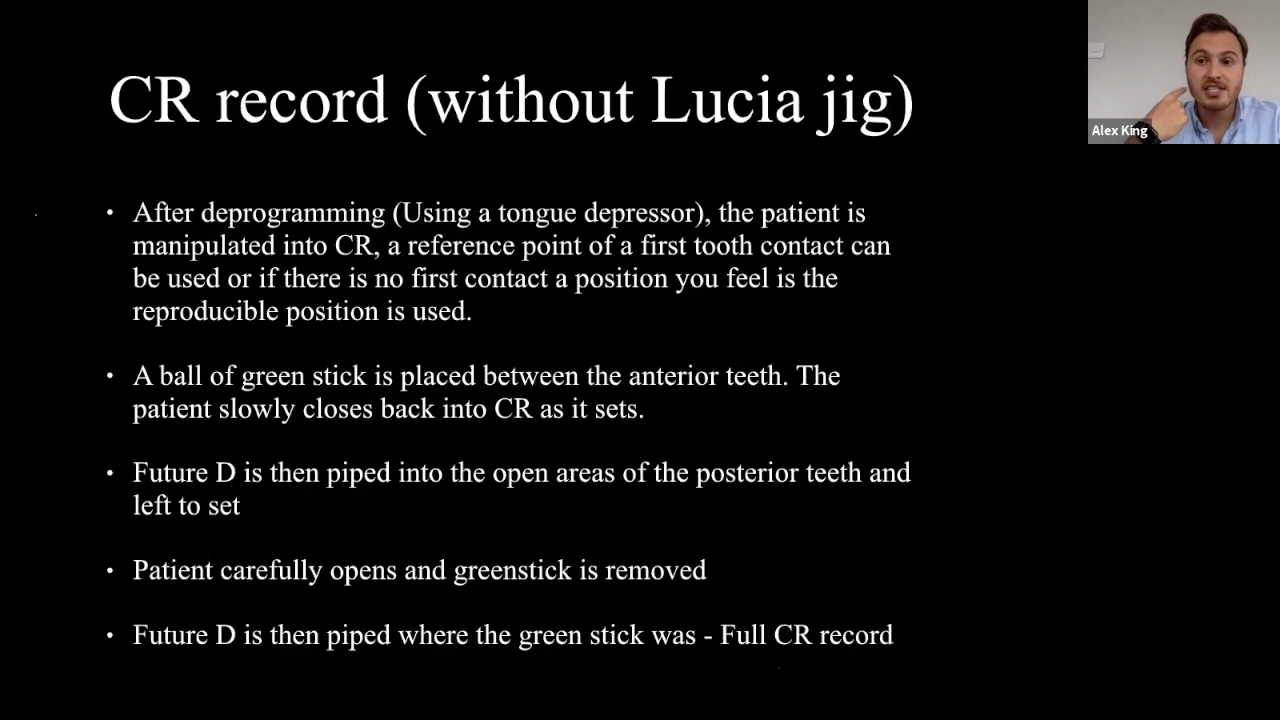 CR record (without Lucia jig)
Alex King
• After deprogramming (Using a tongue depressor), the patient is
manipulated into CR, a reference point of a first tooth contact can
be used or if there is no first contact a position you feel is the
reproducible position is used.
• A ball of green stick is placed between the anterior teeth. The
patient slowly closes back into CR as it sets.
• Future D is then piped into the open areas of the posterior teeth and
left to set
• Patient carefully opens and greenstick is removed
• Future D is then piped where the green stick was - Full CR record